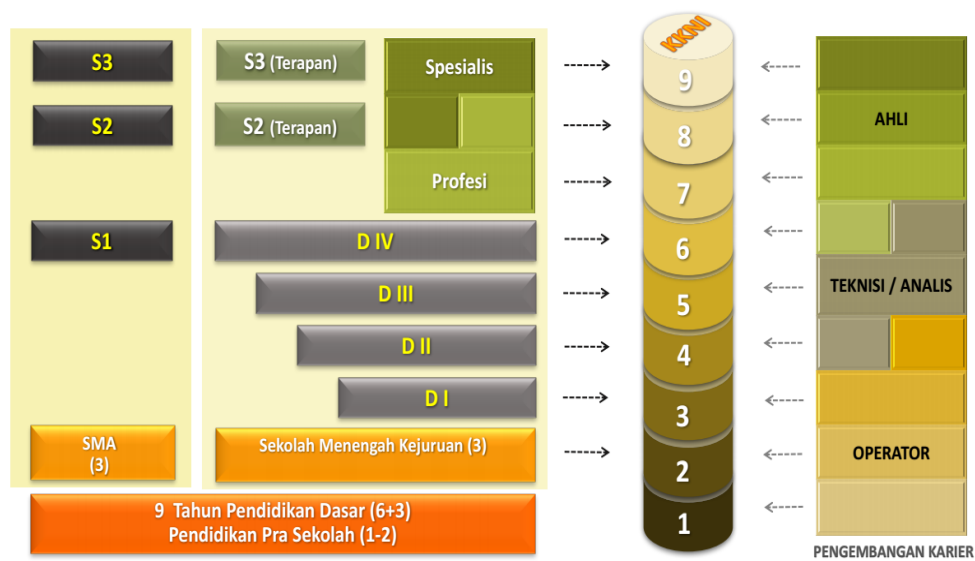 KKNI
S3
S3 (Terapan)
Spesialis
9
S2
S2 (Terapan)
8
AHLI
Profesi
7
S1
D IV
6
D III
5
TEKNISI / ANALIS
D II
4
D I
3
SMA
(3)
Sekolah Menengah Kejuruan (3)
2
OPERATOR
9 Tahun Pendidikan Dasar (6+3)
Pendidikan Pra Sekolah (1-2)
1
PENGEMBANGAN KARIER